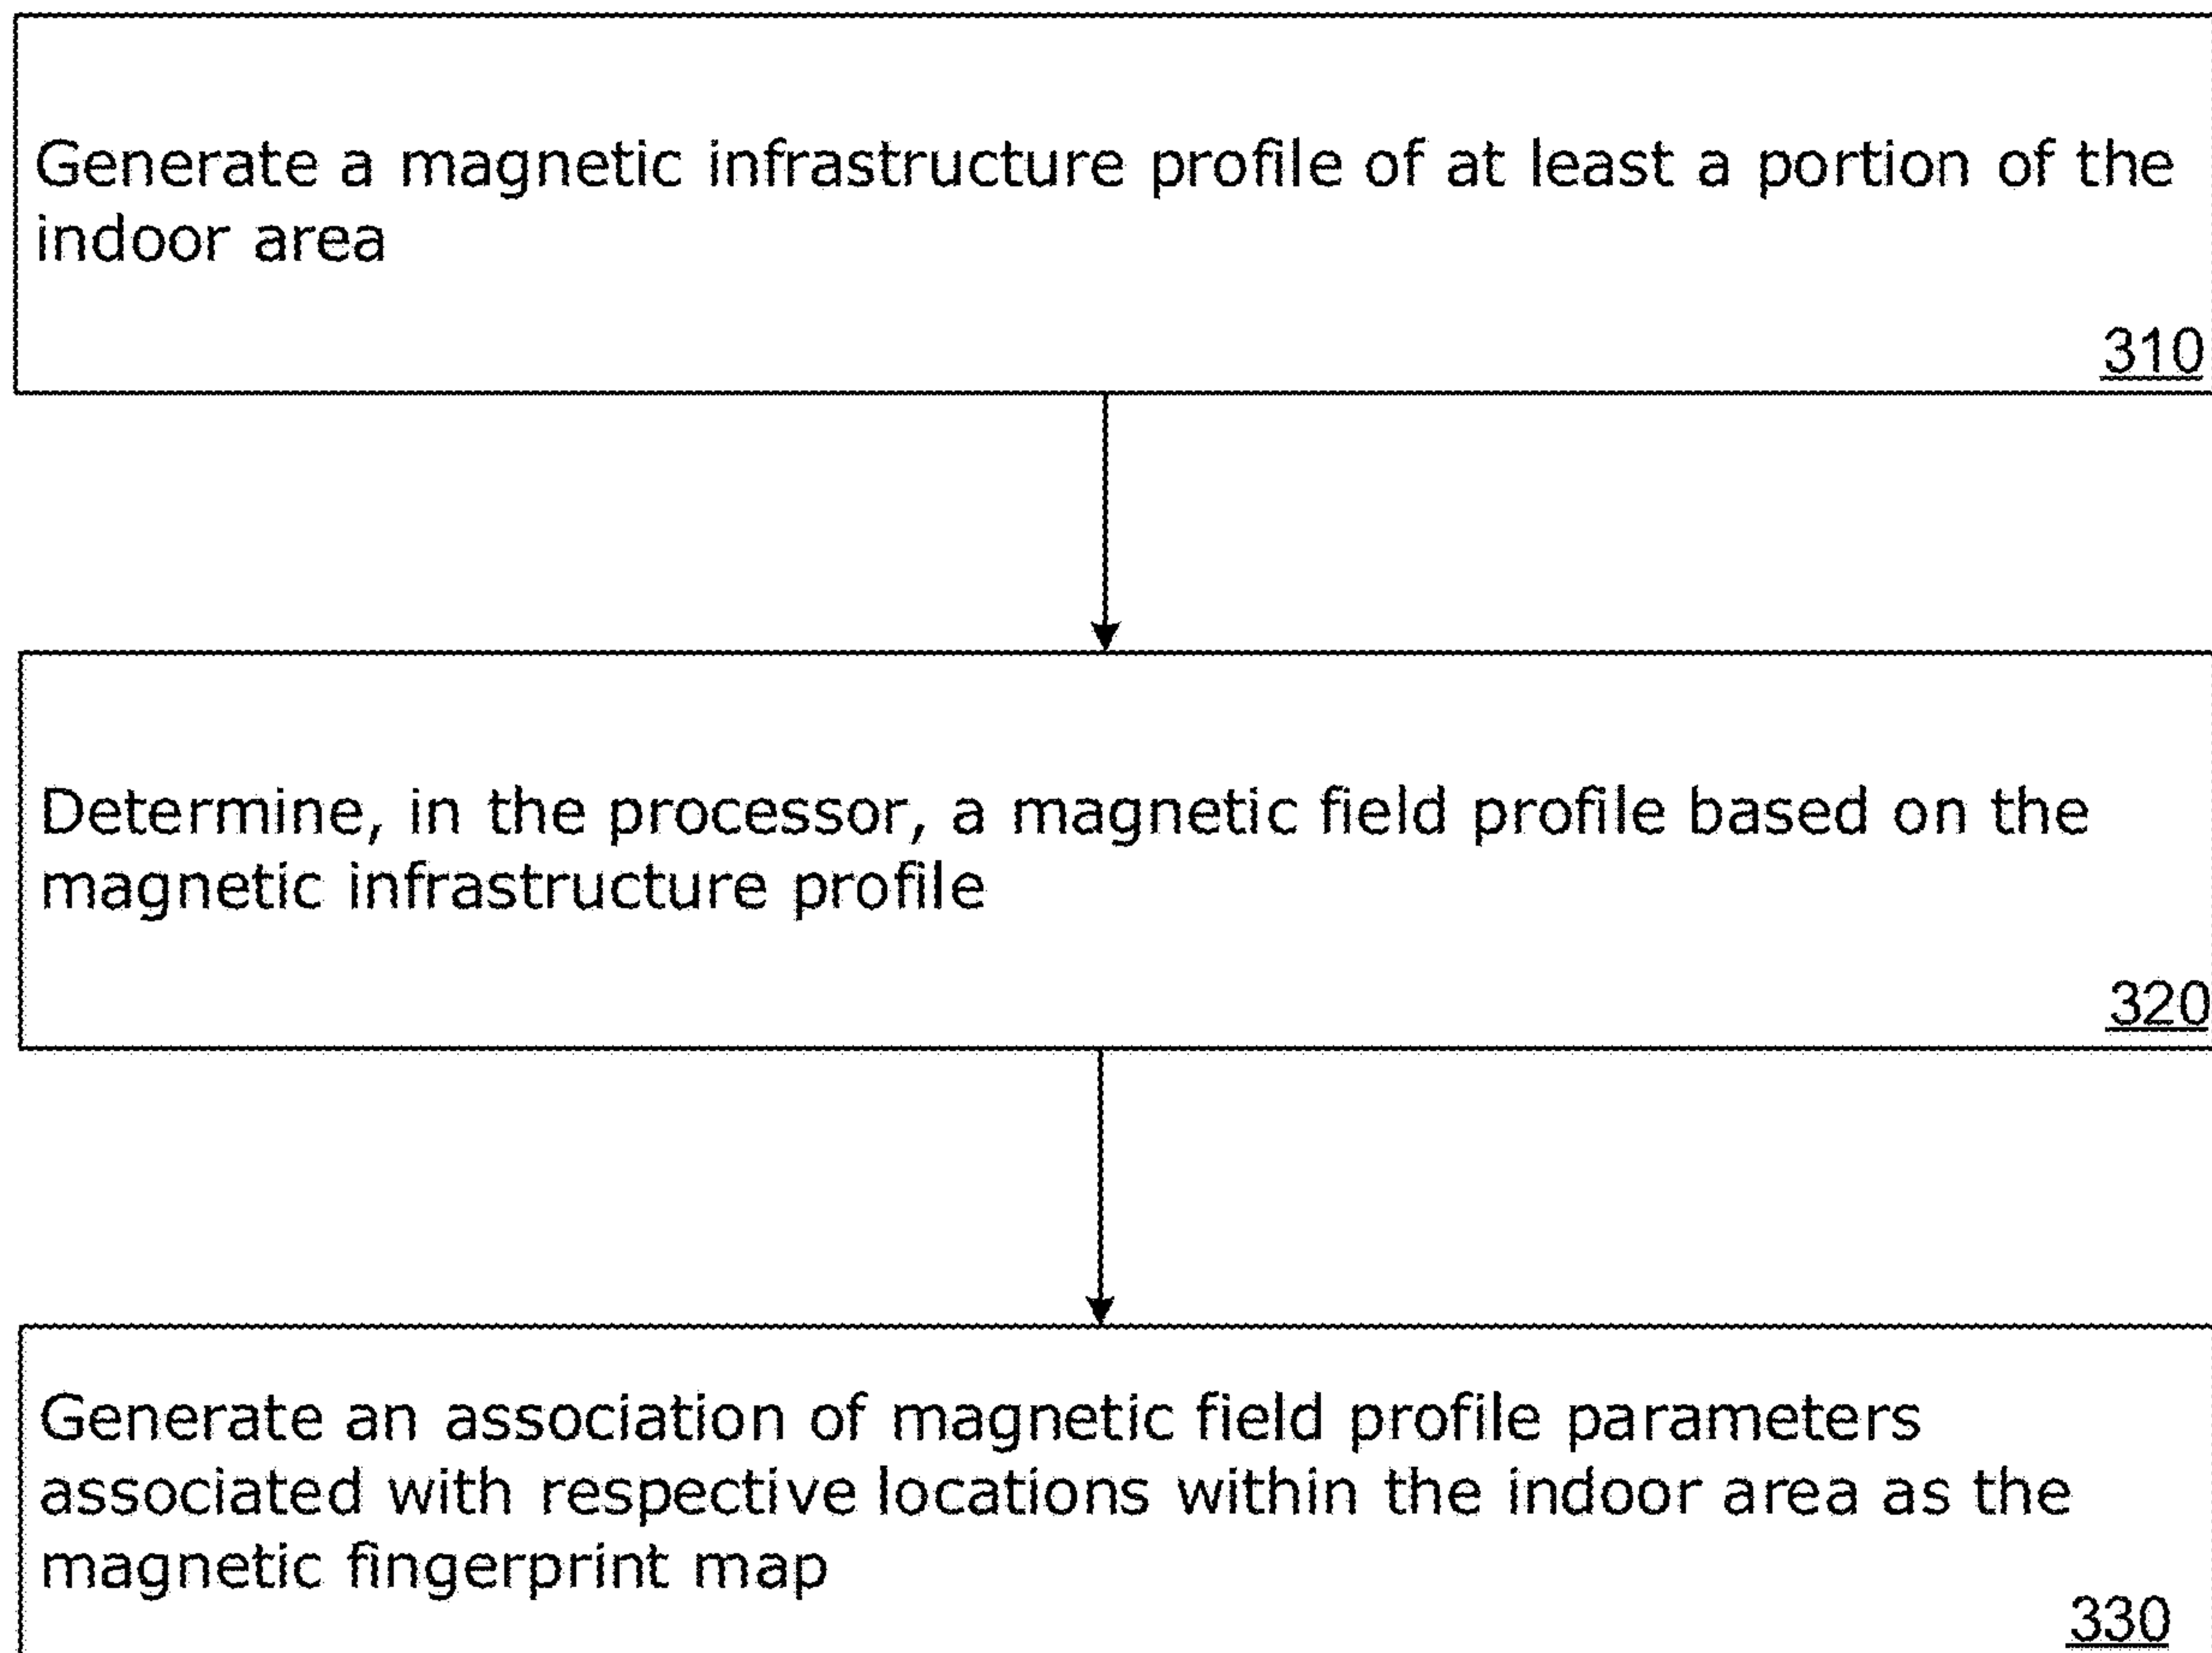 Generate a magnetic infrastructure profile of at least a portion of the
indoor area
310
Determine, in the processor, a magnetic field profile based on the
magnetic infrastructure profile
320
Generate an association of magnetic field profile parameters
associated with respective locations within the indoor area as the
magnetic fingerprint map
330